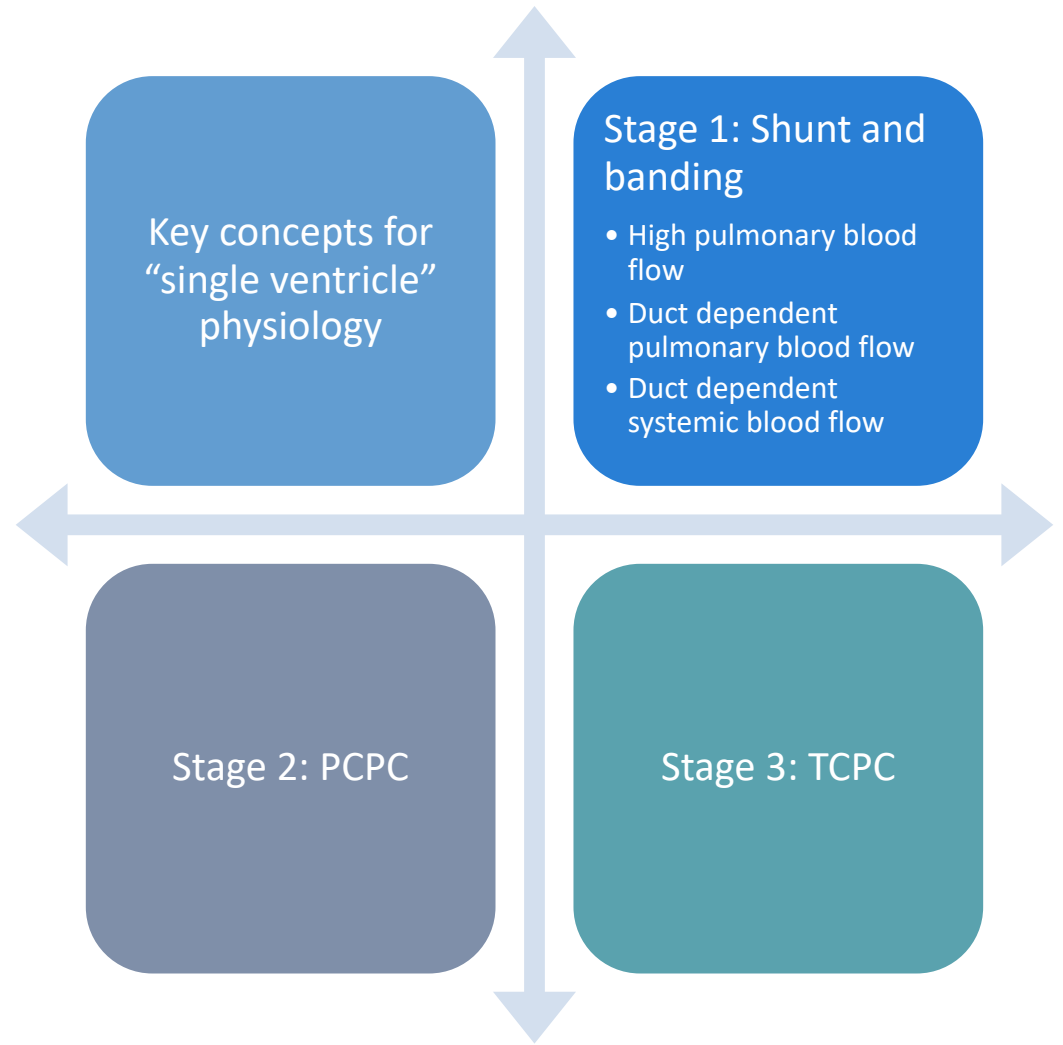 Key concepts for
“single ventricle”
physiology
Stage 1: Shunt and
banding
• High pulmonary blood
flow
• Duct dependent
pulmonary blood flow
• Duct dependent
systemic blood flow
Stage 2: PCPC
Stage 3: TCPC